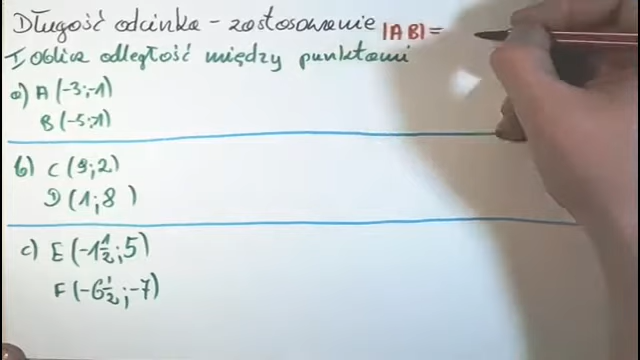 Długość odcinka - zastosowanie |AB| =
I, Oblicz odległość między punktami
a) A (-3;-1)
B (-5;1)
b) C (9;2)
D (1;8)
c) E (-1½;5)
F (-6½;-7)